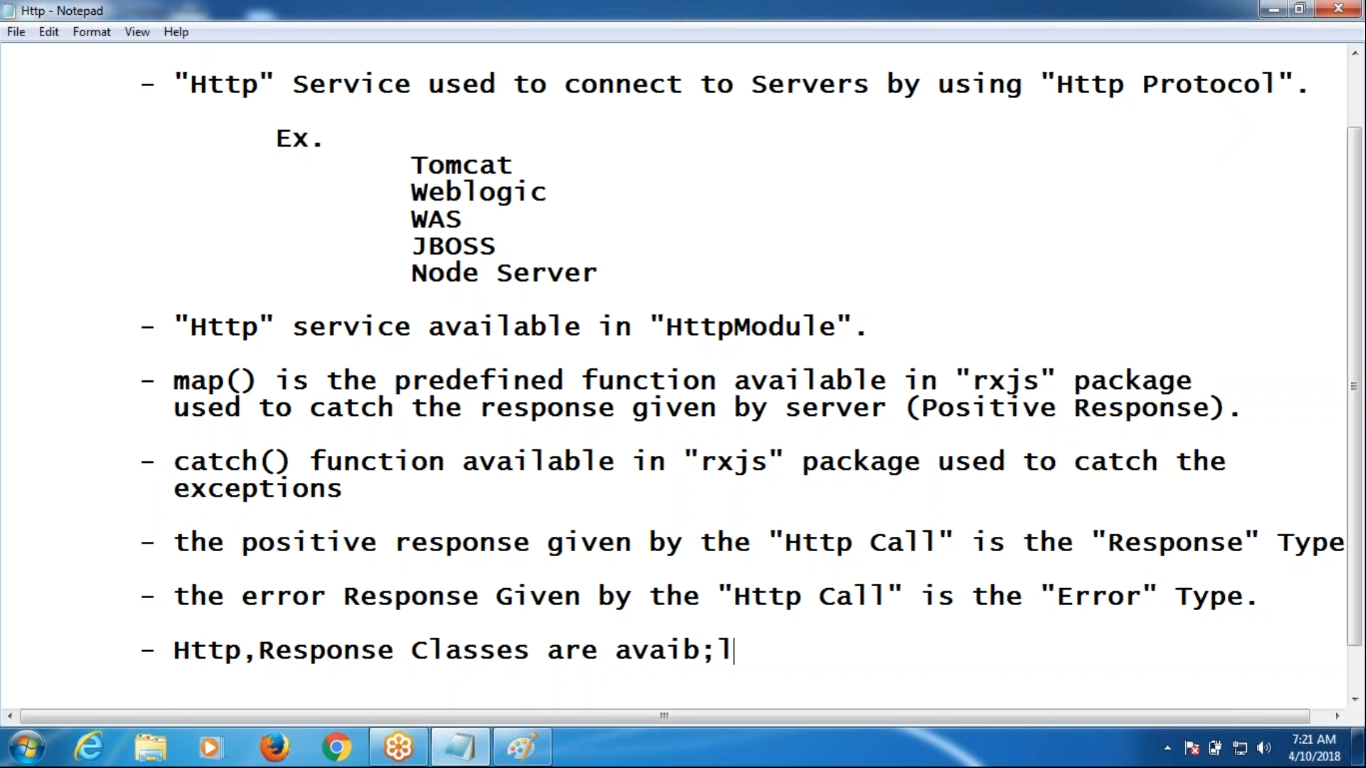 Http - Notepad
File Edit Format View Help
- "Http" Service used to connect to Servers by using "Http Protocol".
Ex.
Tomcat
Weblogic
WAS
JBOSS
Node Server
- "Http" service available in "HttpModule".
- map() is the predefined function available in "rxjs" package
used to catch the response given by server (Positive Response).
- catch() function available in "rxjs" package used to catch the
exceptions
- the positive response given by the "Http Call" is the "Response" Type
- the error Response Given by the "Http Call" is the "Error" Type.
- Http,Response Classes are avaib;l
7:21 AM
4/10/2018